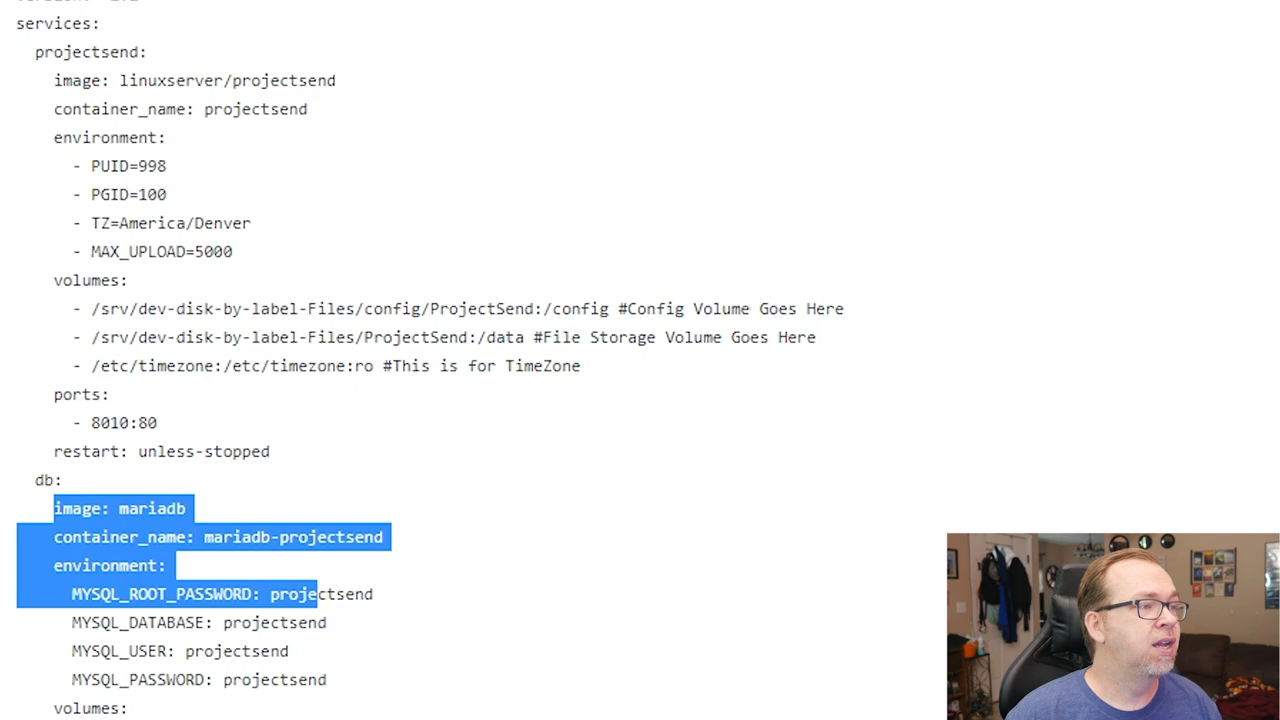 services:
projectsend:
image: linuxserver/projectsend
container_name: projectsend
environment:
- PUID=998
- PGID=100
- TZ=America/Denver
- MAX_UPLOAD=5000
volumes:
- /srv/dev-disk-by-label-Files/config/ProjectSend:/config #Config Volume Goes Here
- /srv/dev-disk-by-label-Files/ProjectSend:/data #File Storage Volume Goes Here
- /etc/timezone:/etc/timezone:ro #This is for TimeZone
ports:
- 8010:80
restart: unless-stopped
db:
image: mariadb
container_name: mariadb-projectsend
environment:
MYSQL_ROOT_PASSWORD: projectsend
MYSQL_DATABASE: projectsend
MYSQL_USER: projectsend
MYSQL_PASSWORD: projectsend
volumes: